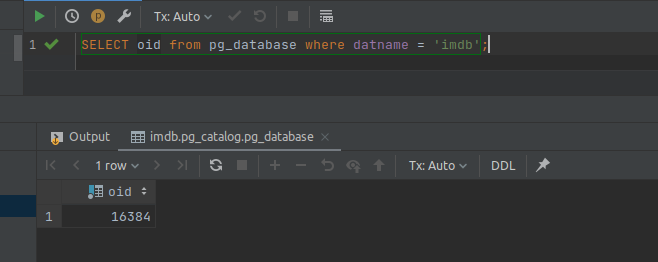 Tx: Auto
1 SELECT oid from pg_database where datname = 'imdb';
Output imdb.pg_catalog.pg_database
1 row Tx: Auto DDL
oid
1 16384